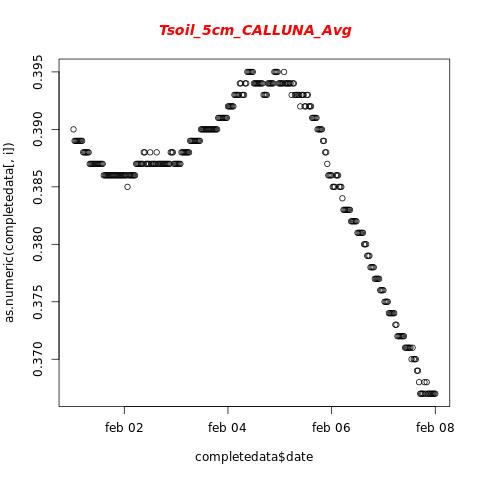 Tsoil_5cm_CALLUNA_Avg
as.numeric(completedata[, i])
0.395
0.390
0.385
0.380
0.375
0.370
feb 02
feb 04
feb 06
feb 08
completedata$date